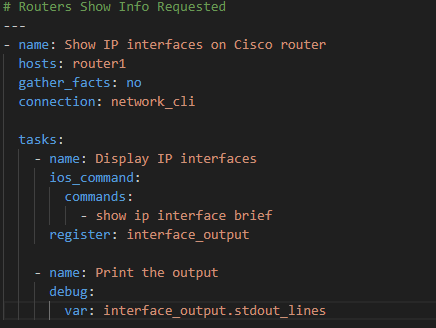 # Routers Show Info Requested
---
- name: Show IP interfaces on Cisco router
  hosts: router1
  gather_facts: no
  connection: network_cli

  tasks:
    - name: Display IP interfaces
      ios_command:
        commands:
          - show ip interface brief
      register: interface_output

    - name: Print the output
      debug:
        var: interface_output.stdout_lines